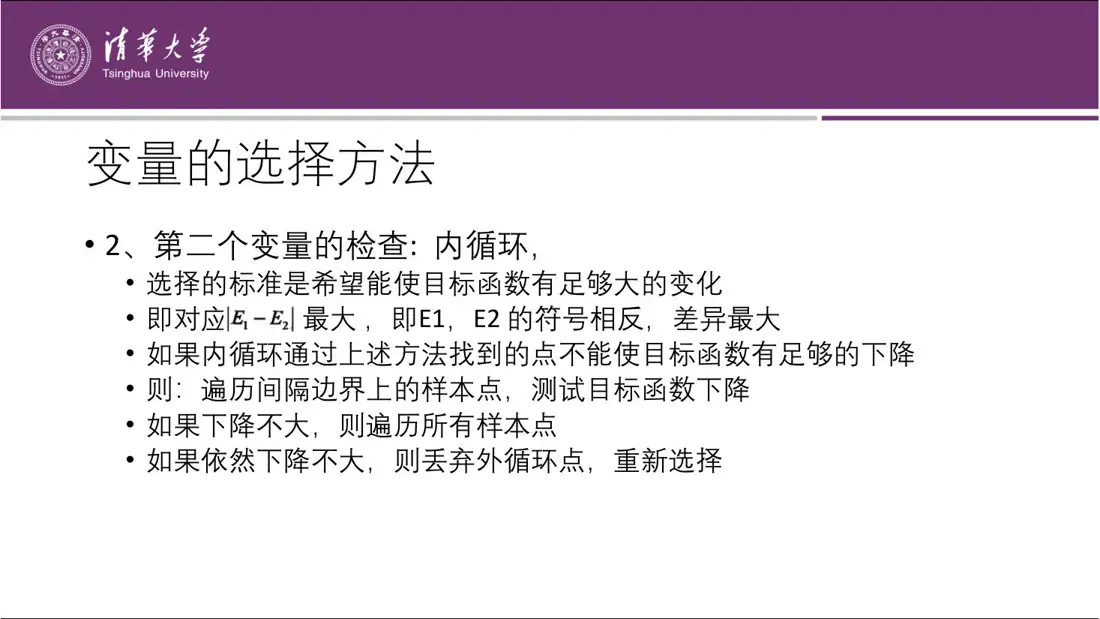 清华大学
Tsinghua University
变量的选择方法
• 2、第二个变量的检查：内循环，
• 选择的标准是希望能使目标函数有足够大的变化
• 即对应|E₁−E₂| 最大 ，即E1，E2 的符号相反，差异最大
• 如果内循环通过上述方法找到的点不能使目标函数有足够的下降
• 则：遍历间隔边界上的样本点，测试目标函数下降
• 如果下降不大，则遍历所有样本点
• 如果依然下降不大，则丢弃外循环点，重新选择